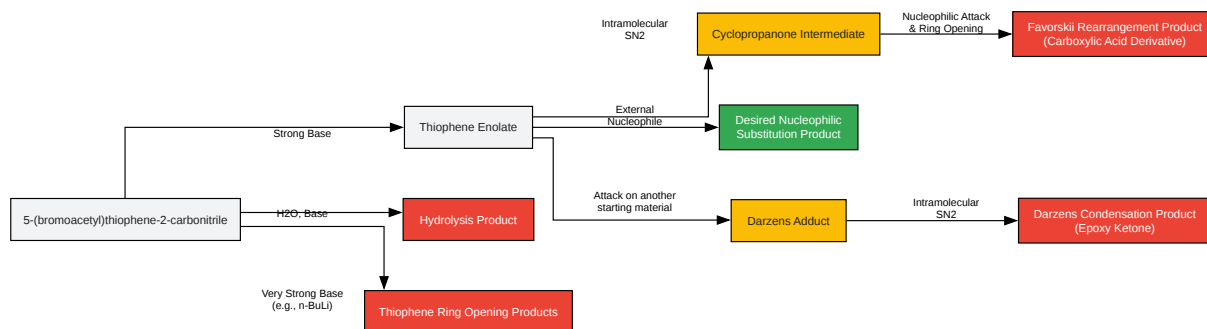 Intramolecular
SN2
Cyclopropanone Intermediate
Nucleophilic Attack
& Ring Opening
Favorskii Rearrangement Product
(Carboxylic Acid Derivative)
Strong Base
Thiophene Enolate
External
Nucleophile
Desired Nucleophilic
Substitution Product
5-(bromoacetyl)thiophene-2-carbonitrile
H2O, Base
Hydrolysis Product
Attack on another
starting material
Darzens Adduct
Intramolecular
SN2
Darzens Condensation Product
(Epoxy Ketone)
Very Strong Base
(e.g., n-BuLi)
Thiophene Ring Opening Products